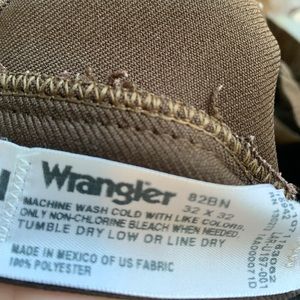 Wrangler
82BN
32 X 32
MACHINE WASH COLD WITH LIKE COLORS,
ONLY NON-CHLORINE BLEACH WHEN NEEDED
TUMBLE DRY LOW OR LINE DRY
MADE IN MEXICO OF US FABRIC
100% POLYESTER